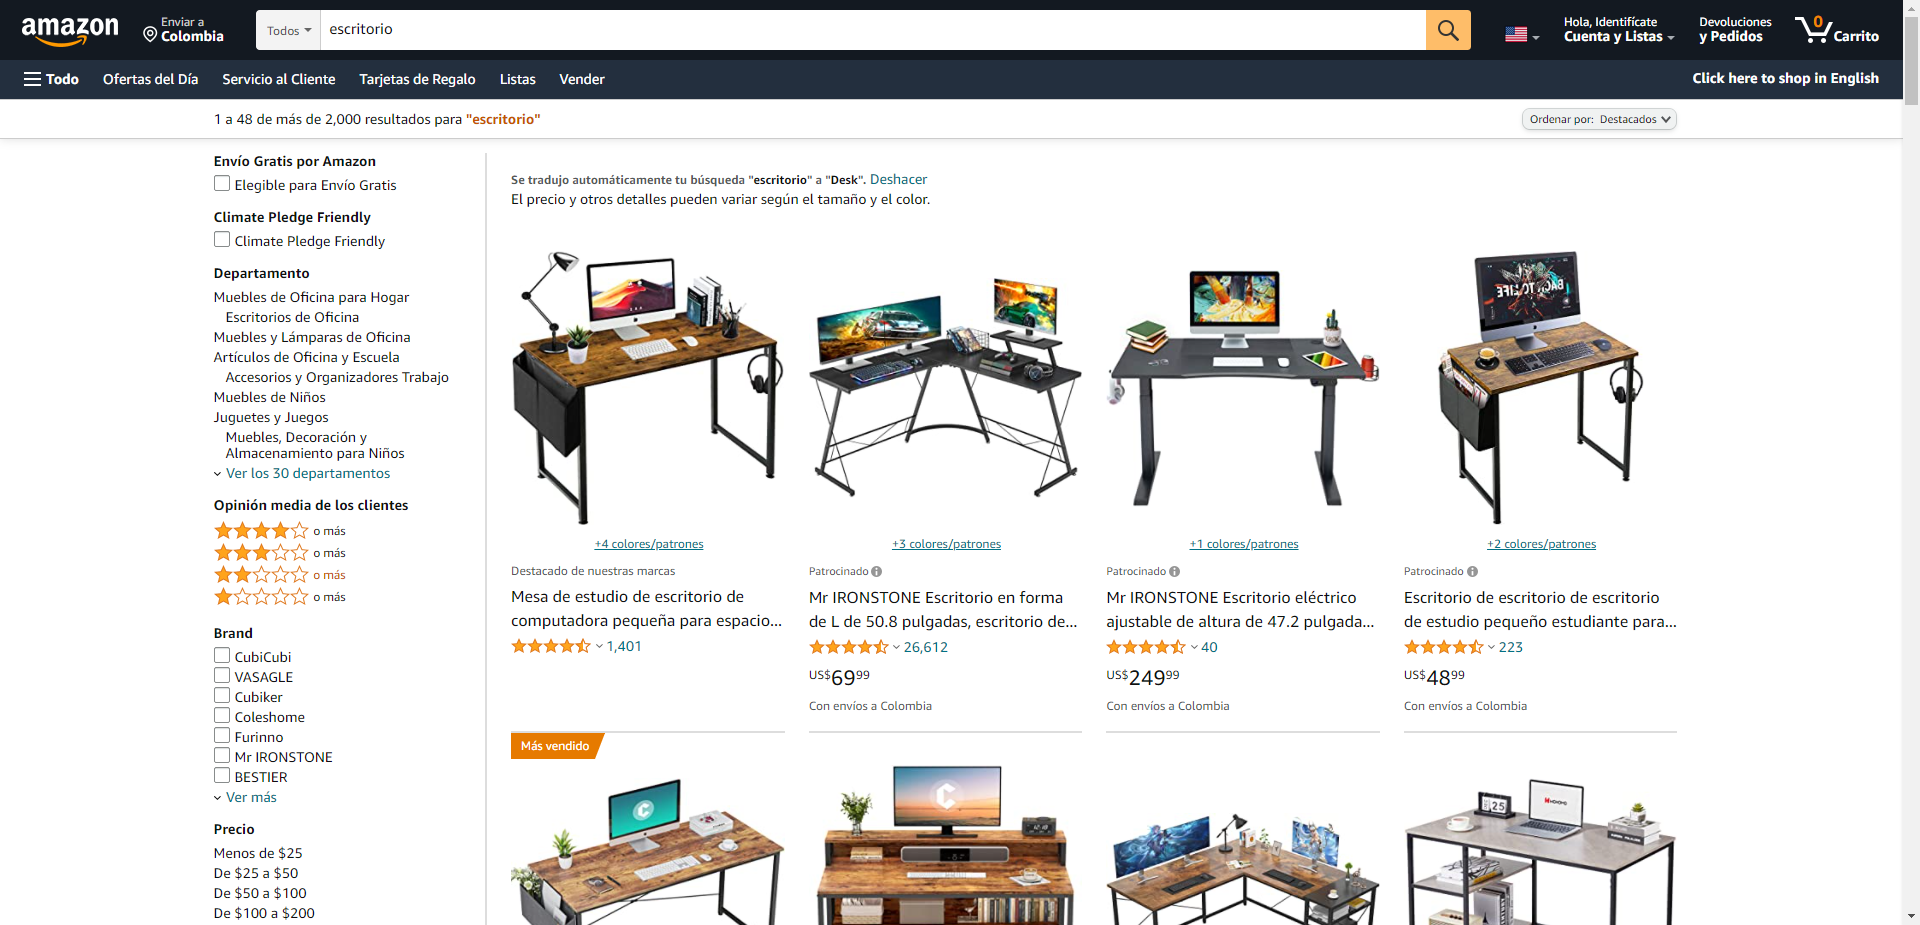 amazon
Enviar a
Colombia
Todos
escritorio
Hola, Identifícate
Cuenta y Listas
Devoluciones
y Pedidos
0
Carrito
Todo
Ofertas del Día
Servicio al Cliente
Tarjetas de Regalo
Listas
Vender
Click here to shop in English
1 a 48 de más de 2,000 resultados para "escritorio"
Ordenar por: Destacados
Envío Gratis por Amazon
Elegible para Envío Gratis
Climate Pledge Friendly
Climate Pledge Friendly
Departamento
Muebles de Oficina para Hogar
Escritorios de Oficina
Muebles y Lámparas de Oficina
Artículos de Oficina y Escuela
Accesorios y Organizadores Trabajo
Muebles de Niños
Juguetes y Juegos
Muebles, Decoración y
Almacenamiento para Niños
Ver los 30 departamentos
Opinión media de los clientes
o más
o más
o más
o más
Brand
CubiCubi
VASAGLE
Cubiker
Coleshome
Furinno
Mr IRONSTONE
BESTIER
Ver más
Precio
Menos de $25
De $25 a $50
De $50 a $100
De $100 a $200
Se tradujo automáticamente tu búsqueda "escritorio" a "Desk". Deshacer
El precio y otros detalles pueden variar según el tamaño y el color.
+4 colores/patrones
Destacado de nuestras marcas
Mesa de estudio de escritorio de
computadora pequeña para espacio...
1,401
+3 colores/patrones
Patrocinado
Mr IRONSTONE Escritorio en forma
de L de 50.8 pulgadas, escritorio de...
26,612
US$69.99
Con envíos a Colombia
+1 colores/patrones
Patrocinado
Mr IRONSTONE Escritorio eléctrico
ajustable de altura de 47.2 pulgada...
40
US$249.99
Con envíos a Colombia
+2 colores/patrones
Patrocinado
Escritorio de escritorio de escritorio
de estudio pequeño estudiante para...
223
US$48.99
Con envíos a Colombia
Más vendido
25